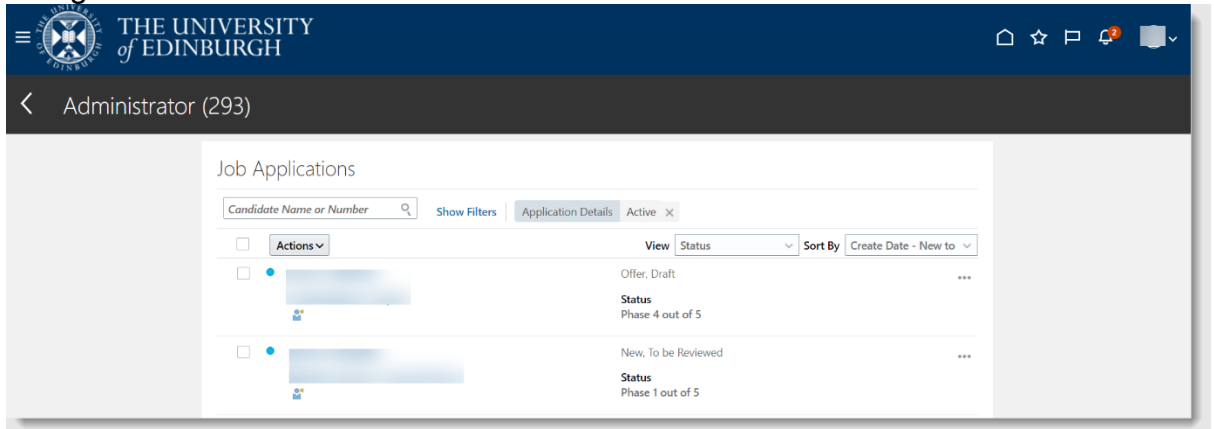 THE UNIVERSITY
of EDINBURGH
2
Administrator (293)
Job Applications
Candidate Name or Number Show Filters Application Details Active
Actions View Status Sort By Create Date - New to
Offer, Draft
Status
Phase 4 out of 5
New, To be Reviewed
Status
Phase 1 out of 5